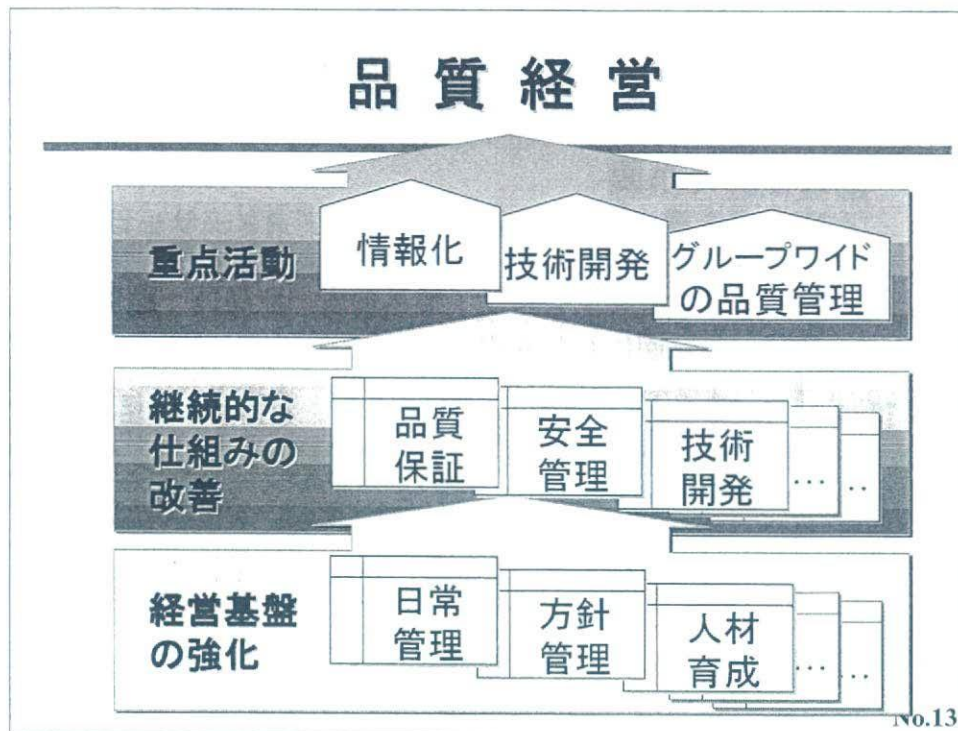 品質経営
重点活動
情報化
技術開発
グループワイド
の品質管理
継続的な
仕組みの
改善
品質
保証
安全
管理
技術
開発
…
‥
経営基盤
の強化
日常
管理
方針
管理
人材
育成
…
‥
No.13